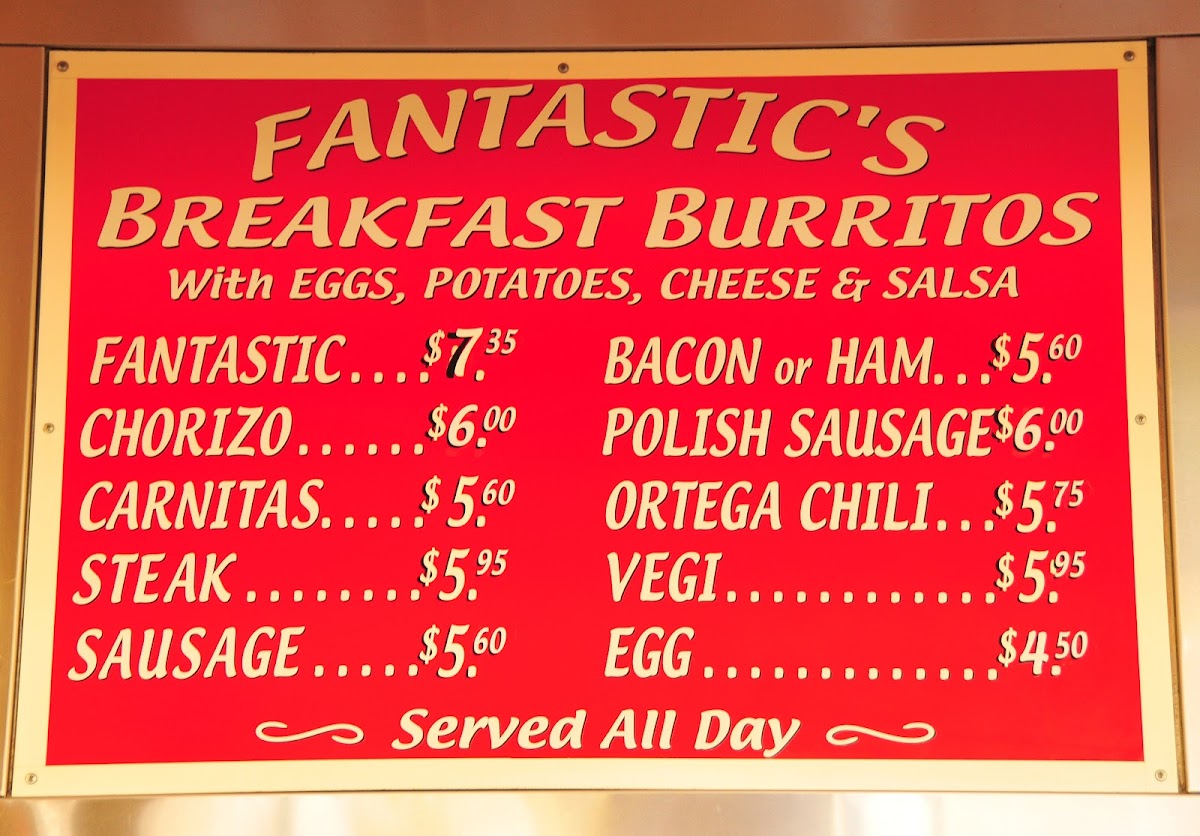 FANTASTIC'S
BREAKFAST BURRITOS
With EGGS, POTATOES, CHEESE & SALSA
FANTASTIC....$7.35
CHORIZO......$6.00
CARNITAS.....$5.60
STEAK........$5.95
SAUSAGE.....$5.60
BACON or HAM...$5.60
POLISH SAUSAGE$6.00
ORTEGA CHILI...$5.75
VEGI............$5.95
EGG.............$4.50
Served All Day